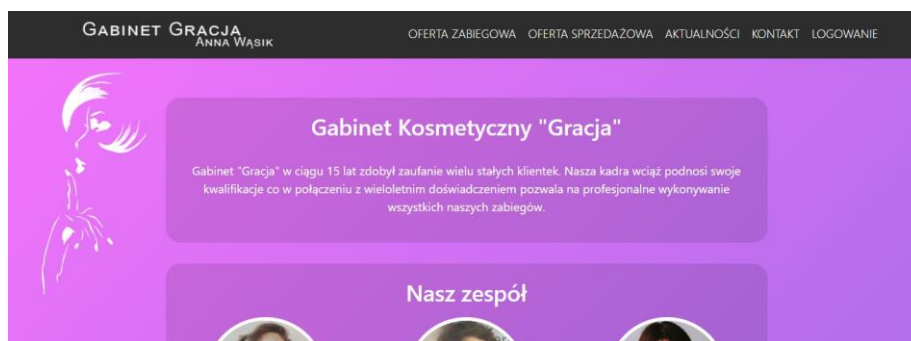 GABINET GRACJA
ANNA WĄSIK
OFERTA ZABIEGOWA OFERTA SPRZEDAŻOWA AKTUALNOŚCI KONTAKT LOGOWANIE
Gabinet Kosmetyczny "Gracja"
Gabinet "Gracja" w ciągu 15 lat zdobył zaufanie wielu stałych klientek. Nasza kadra wciąż podnosi swoje
kwalifikacje co w połączeniu z wieloletnim doświadczeniem pozwala na profesjonalne wykonywanie
wszystkich naszych zabiegów.
Nasz zespół